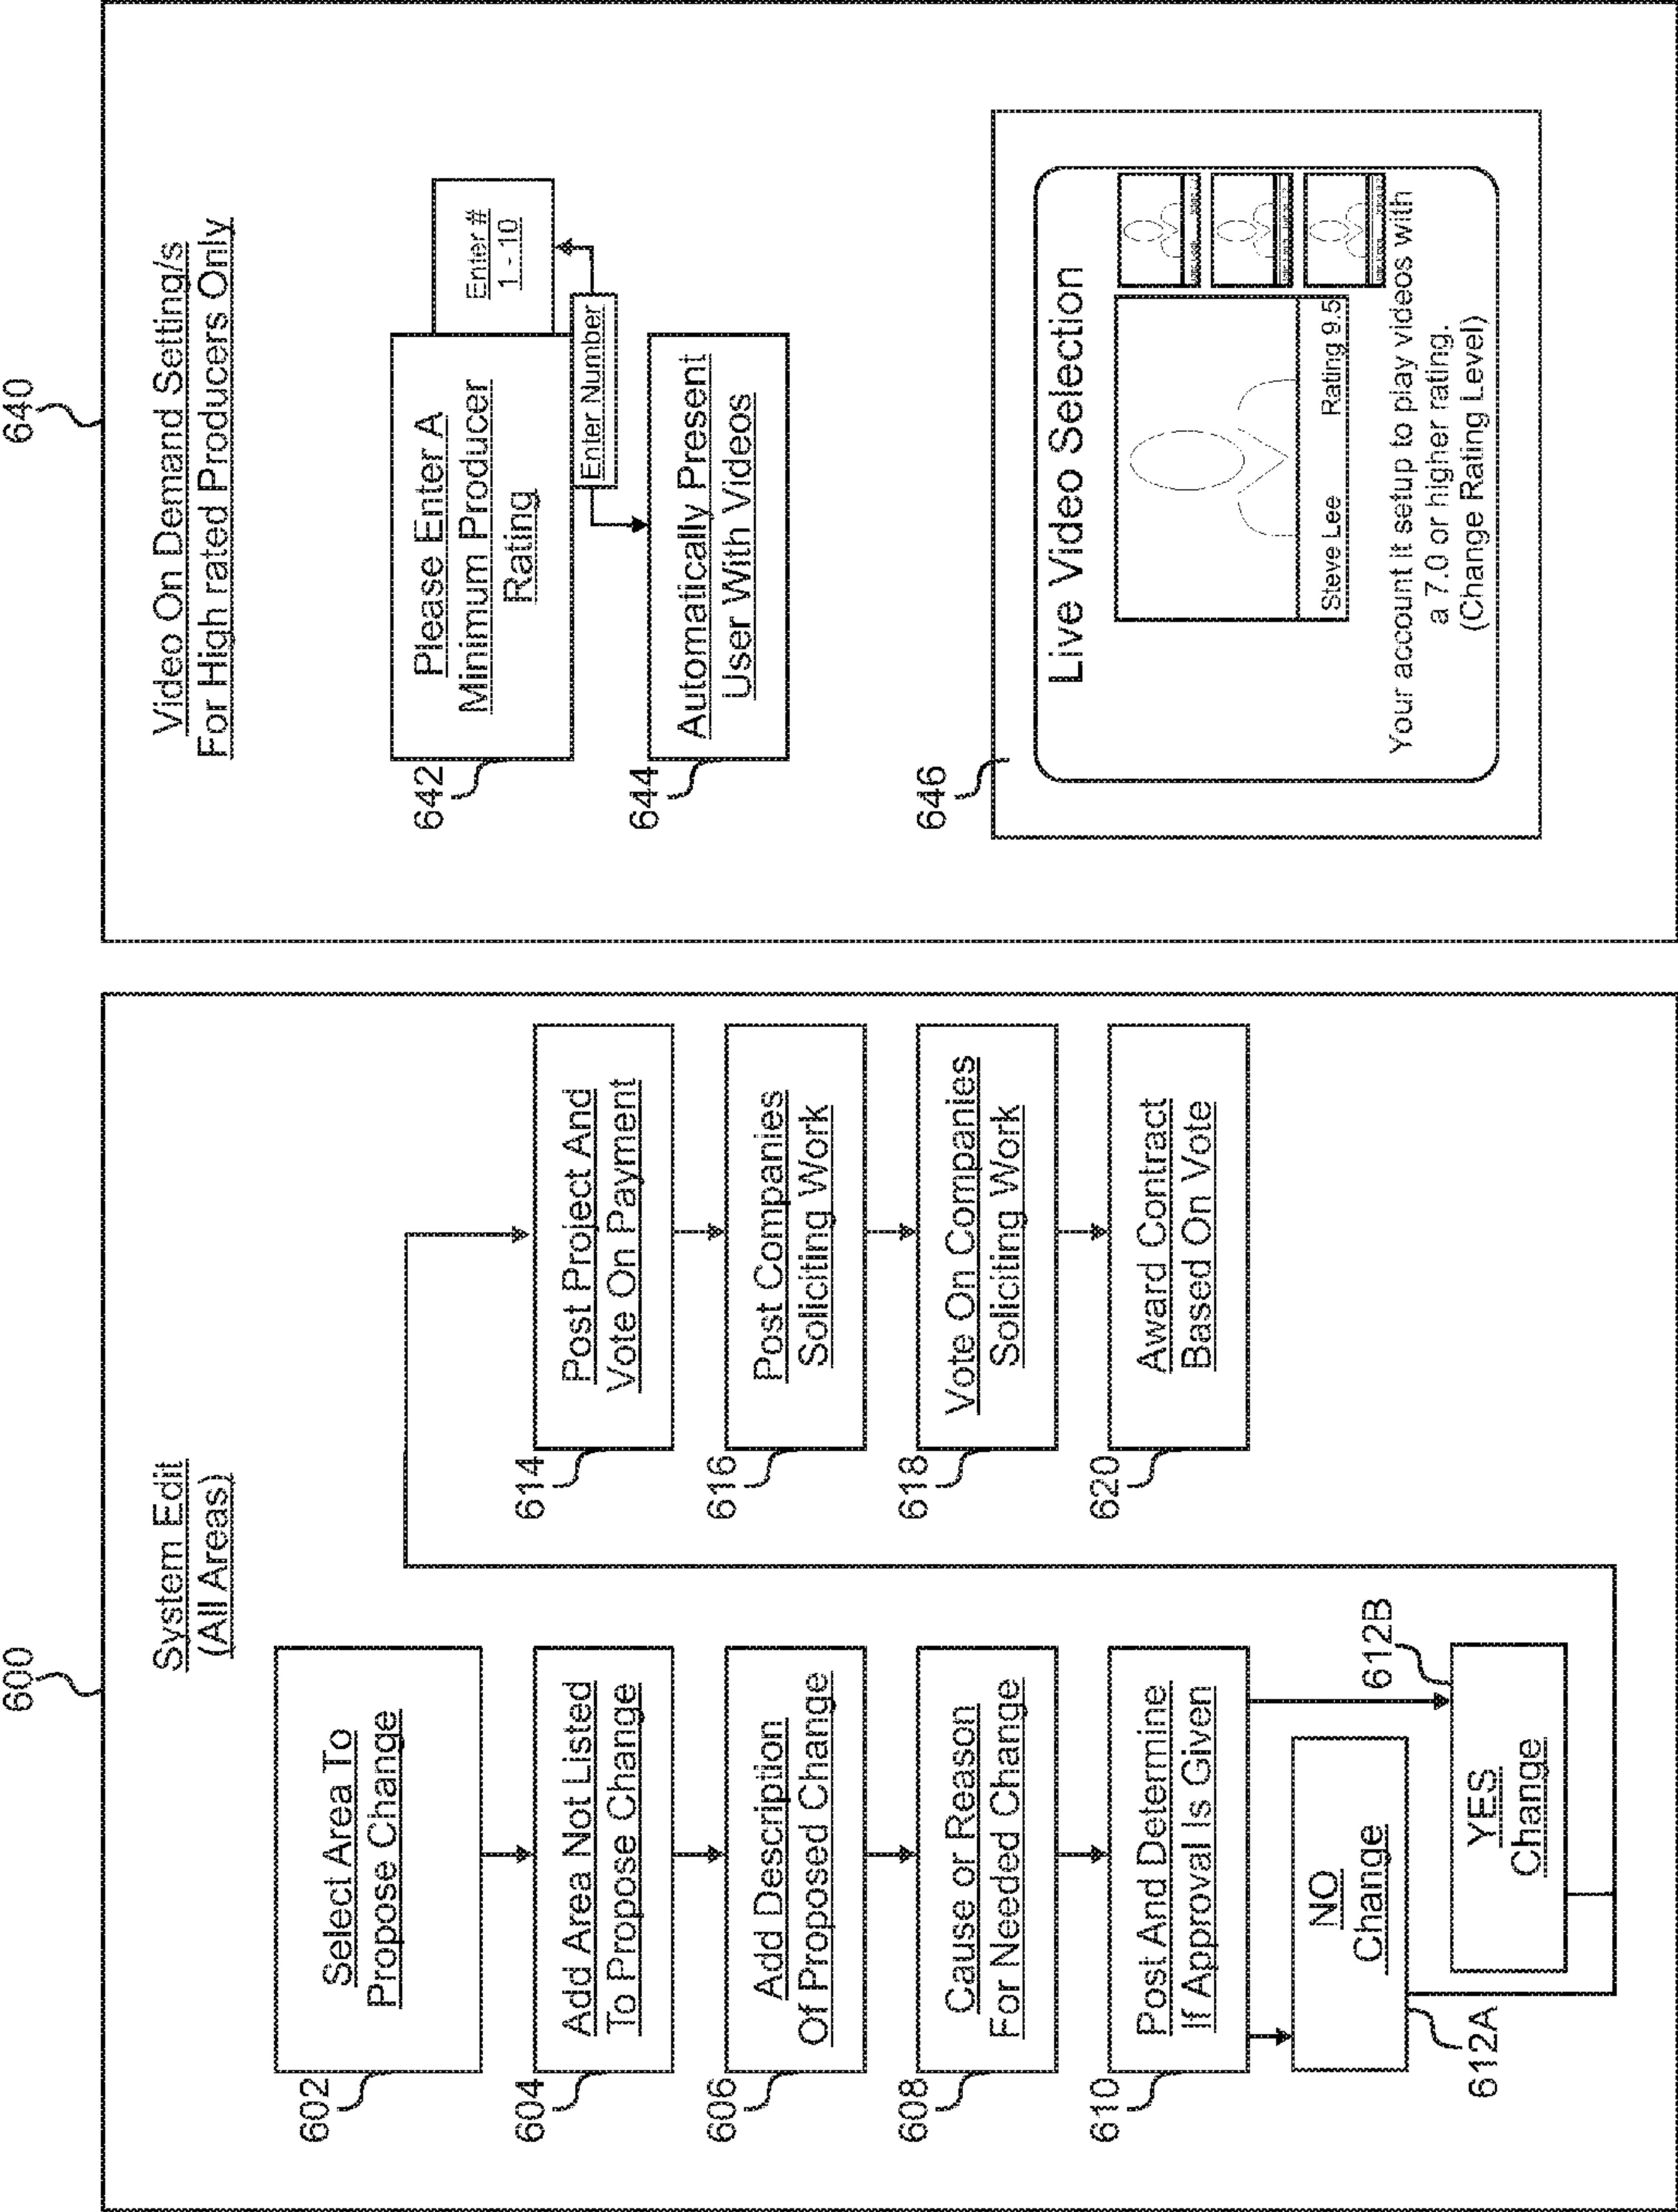 600
System Edit
(All Areas)
602
Select Area To
Propose Change
604
Add Area Not Listed
To Propose Change
606
Add Description
Of Proposed Change
608
Cause or Reason
For Needed Change
610
Post And Determine
If Approval Is Given
NO
Change
612A
YES
Change
612B
614
Post Project And
Vote On Payment
616
Post Companies
Soliciting Work
618
Vote On Companies
Soliciting Work
620
Award Contract
Based On Vote
640
Video On Demand Setting/s
For High rated Producers Only
642
Please Enter A
Minimum Producer
Rating
Enter #
1 - 10
Enter Number
644
Automatically Present
User With Videos
646
Live Video Selection
Steve Lee Rating 9.5
Your account it setup to play videos with
a 7.0 or higher rating.
(Change Rating Level)